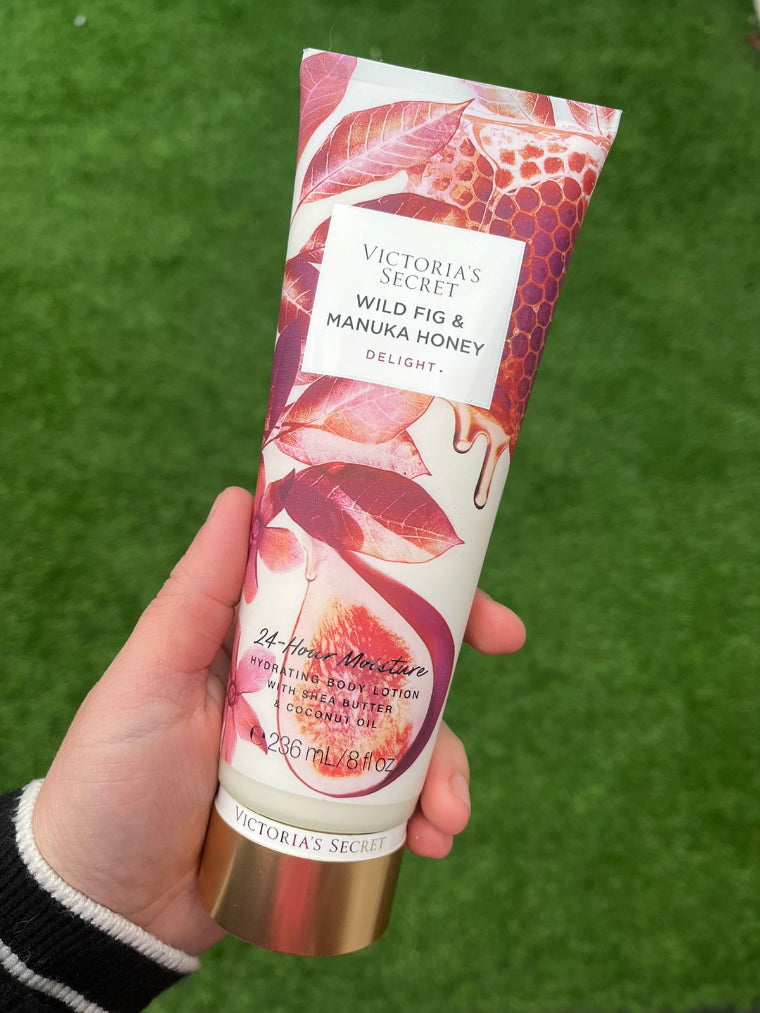 VICTORIA'S
SECRET
WILD FIG &
MANUKA HONEY
DELIGHT•
24-Hour Moisture
HYDRATING BODY LOTION
WITH SHEA BUTTER
& COCONUT OIL
℮ 236 mL/8 fl oz
VICTORIA'S SECRET